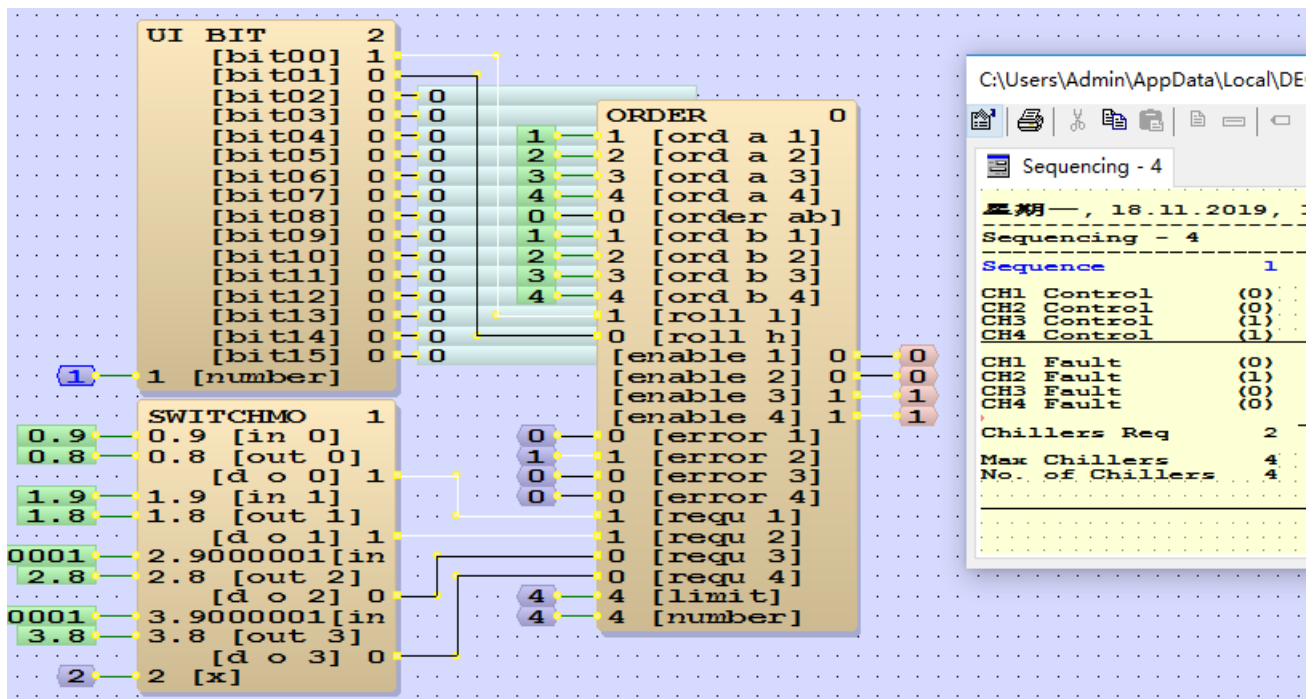 UI BIT 2
[bit00] 1
[bit01] 0
[bit02] 0 0
[bit03] 0 0
[bit04] 0 0
[bit05] 0 0
[bit06] 0 0
[bit07] 0 0
[bit08] 0 0
[bit09] 0 0
[bit10] 0 0
[bit11] 0 0
[bit12] 0 0
[bit13] 0 0
[bit14] 0 0
[bit15] 0 0
1 1 [number]
SWITCHMO 1
0.9 0.9 [in 0]
0.8 0.8 [out 0]
[d o 0] 1
1.9 1.9 [in 1]
1.8 1.8 [out 1]
[d o 1] 1
0001 2.9000001[in
2.8 2.8 [out 2]
[d o 2] 0
0001 3.9000001[in
3.8 3.8 [out 3]
[d o 3] 0
2 2 [x]
ORDER 0
1 1 [ord a 1]
2 2 [ord a 2]
3 3 [ord a 3]
4 4 [ord a 4]
0 0 [order ab]
1 1 [ord b 1]
2 2 [ord b 2]
3 3 [ord b 3]
4 4 [ord b 4]
1 [roll l]
0 [roll h]
[enable 1] 0 0
[enable 2] 0 0
[enable 3] 1 1
[enable 4] 1 1
0 0 [error 1]
1 1 [error 2]
0 0 [error 3]
0 0 [error 4]
1 [requ 1]
1 [requ 2]
0 [requ 3]
0 [requ 4]
4 4 [limit]
4 4 [number]
C:\Users\Admin\AppData\Local\DE
Sequencing - 4
星期一, 18.11.2019,
Sequencing - 4
Sequence 1
CH1 Control (0)
CH2 Control (0)
CH3 Control (1)
CH4 Control (1)
CH1 Fault (0)
CH2 Fault (1)
CH3 Fault (0)
CH4 Fault (0)
Chillers Req 2
Max Chillers 4
No. of Chillers 4